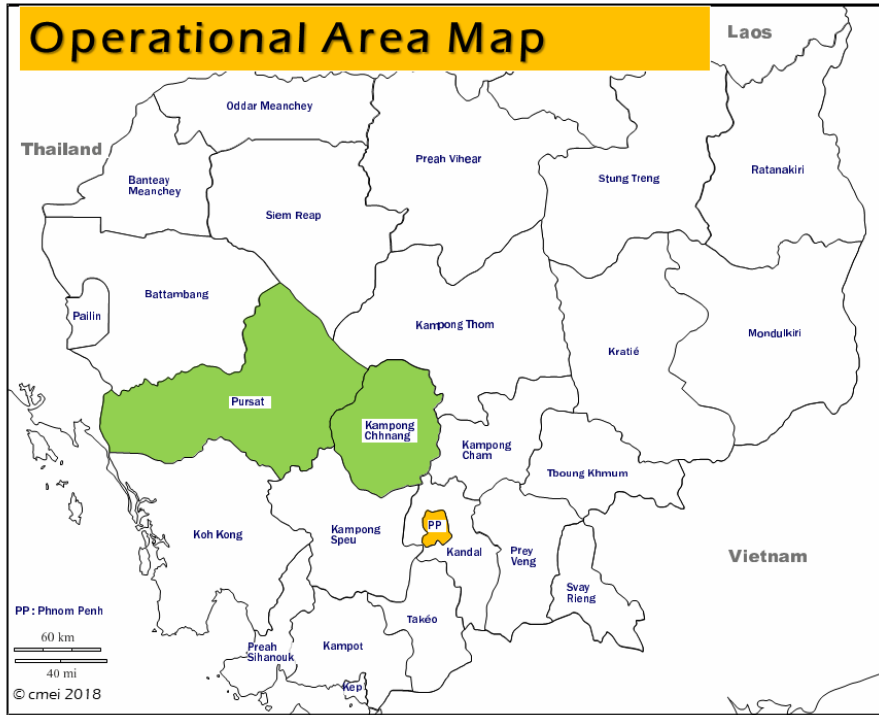 Operational Area Map
Laos
Oddar Meanchey
Thailand
Preah Vihear
Banteay
Meanchey
Stung Treng
Ratanakiri
Siem Reap
Battambang
Pailin
Kampong Thom
Mondulkiri
Kratié
Pursat
Kampong
Chhnang
Kampong
Cham
Tboung Khmum
Koh Kong
Kampong
Speu
PP
Kandal
Prey
Veng
Vietnam
Svay
Rieng
PP : Phnom Penh
Takéo
60 km
Preah
Sihanouk
Kampot
40 mi
Kep
© cmei 2018